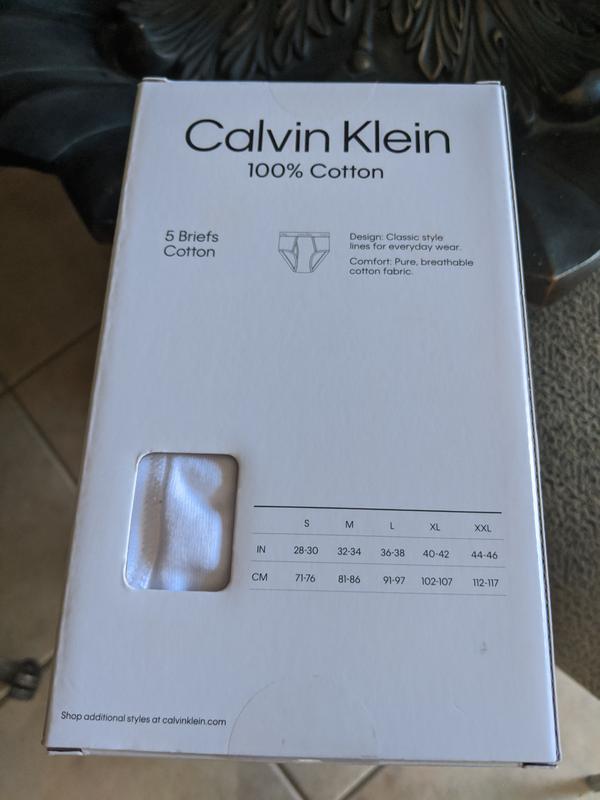 Calvin Klein
100% Cotton
5 Briefs
Cotton
Design: Classic style
lines for everyday wear.
Comfort: Pure, breathable
cotton fabric.
S M L XL XXL
IN 28-30 32-34 36-38 40-42 44-46
CM 71-76 81-86 91-97 102-107 112-117
Shop additional styles at calvinklein.com